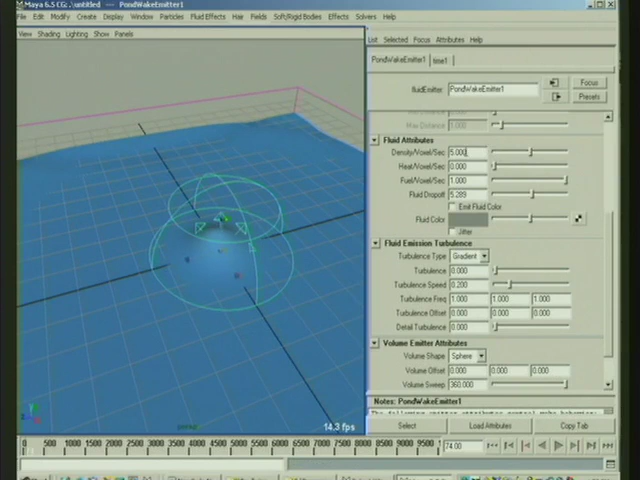 Maya 6.5 CG: .\untitled --- PondWakeEmitter1
File Edit Modify Create Display Window Particles Fluid Effects Fields Soft/Rigid Bodies Effects Solvers Help
View Shading Lighting Show Panels
List Selected Focus Attributes Help
PondWakeEmitter1 time1
fluidEmitter: PondWakeEmitter1 Focus
Presets
Max Distance 1.000
Fluid Attributes
Density/Voxel/Sec 5.000
Heat/Voxel/Sec 0.000
Fuel/Voxel/Sec 1.000
Fluid Dropoff 5.289
Emit Fluid Color
Fluid Color
Jitter
Fluid Emission Turbulence
Turbulence Type Gradient
Turbulence 0.000
Turbulence Speed 0.200
Turbulence Freq 1.000 1.000 1.000
Turbulence Offset 0.000 0.000 0.000
Detail Turbulence 0.000
Volume Emitter Attributes
Volume Shape Sphere
Volume Offset 0.000 0.000 0.000
Volume Sweep 360.000
Notes: PondWakeEmitter1
persp
14.3 fps
Select Load Attributes Copy Tab
0 500 1000 1500 2000 2500 3000 3500 4000 4500 5000 5500 6000 6500 7000 7500 8000 8500 9000 9500 74.00